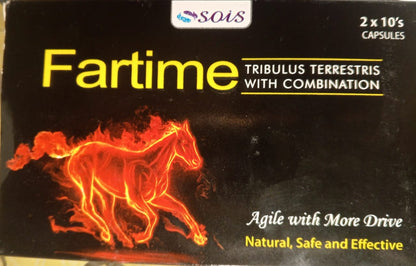 sois
2 x 10's
CAPSULES
Fartime
TRIBULUS TERRESTRIS
WITH COMBINATION
Agile with More Drive
Natural, Safe and Effective